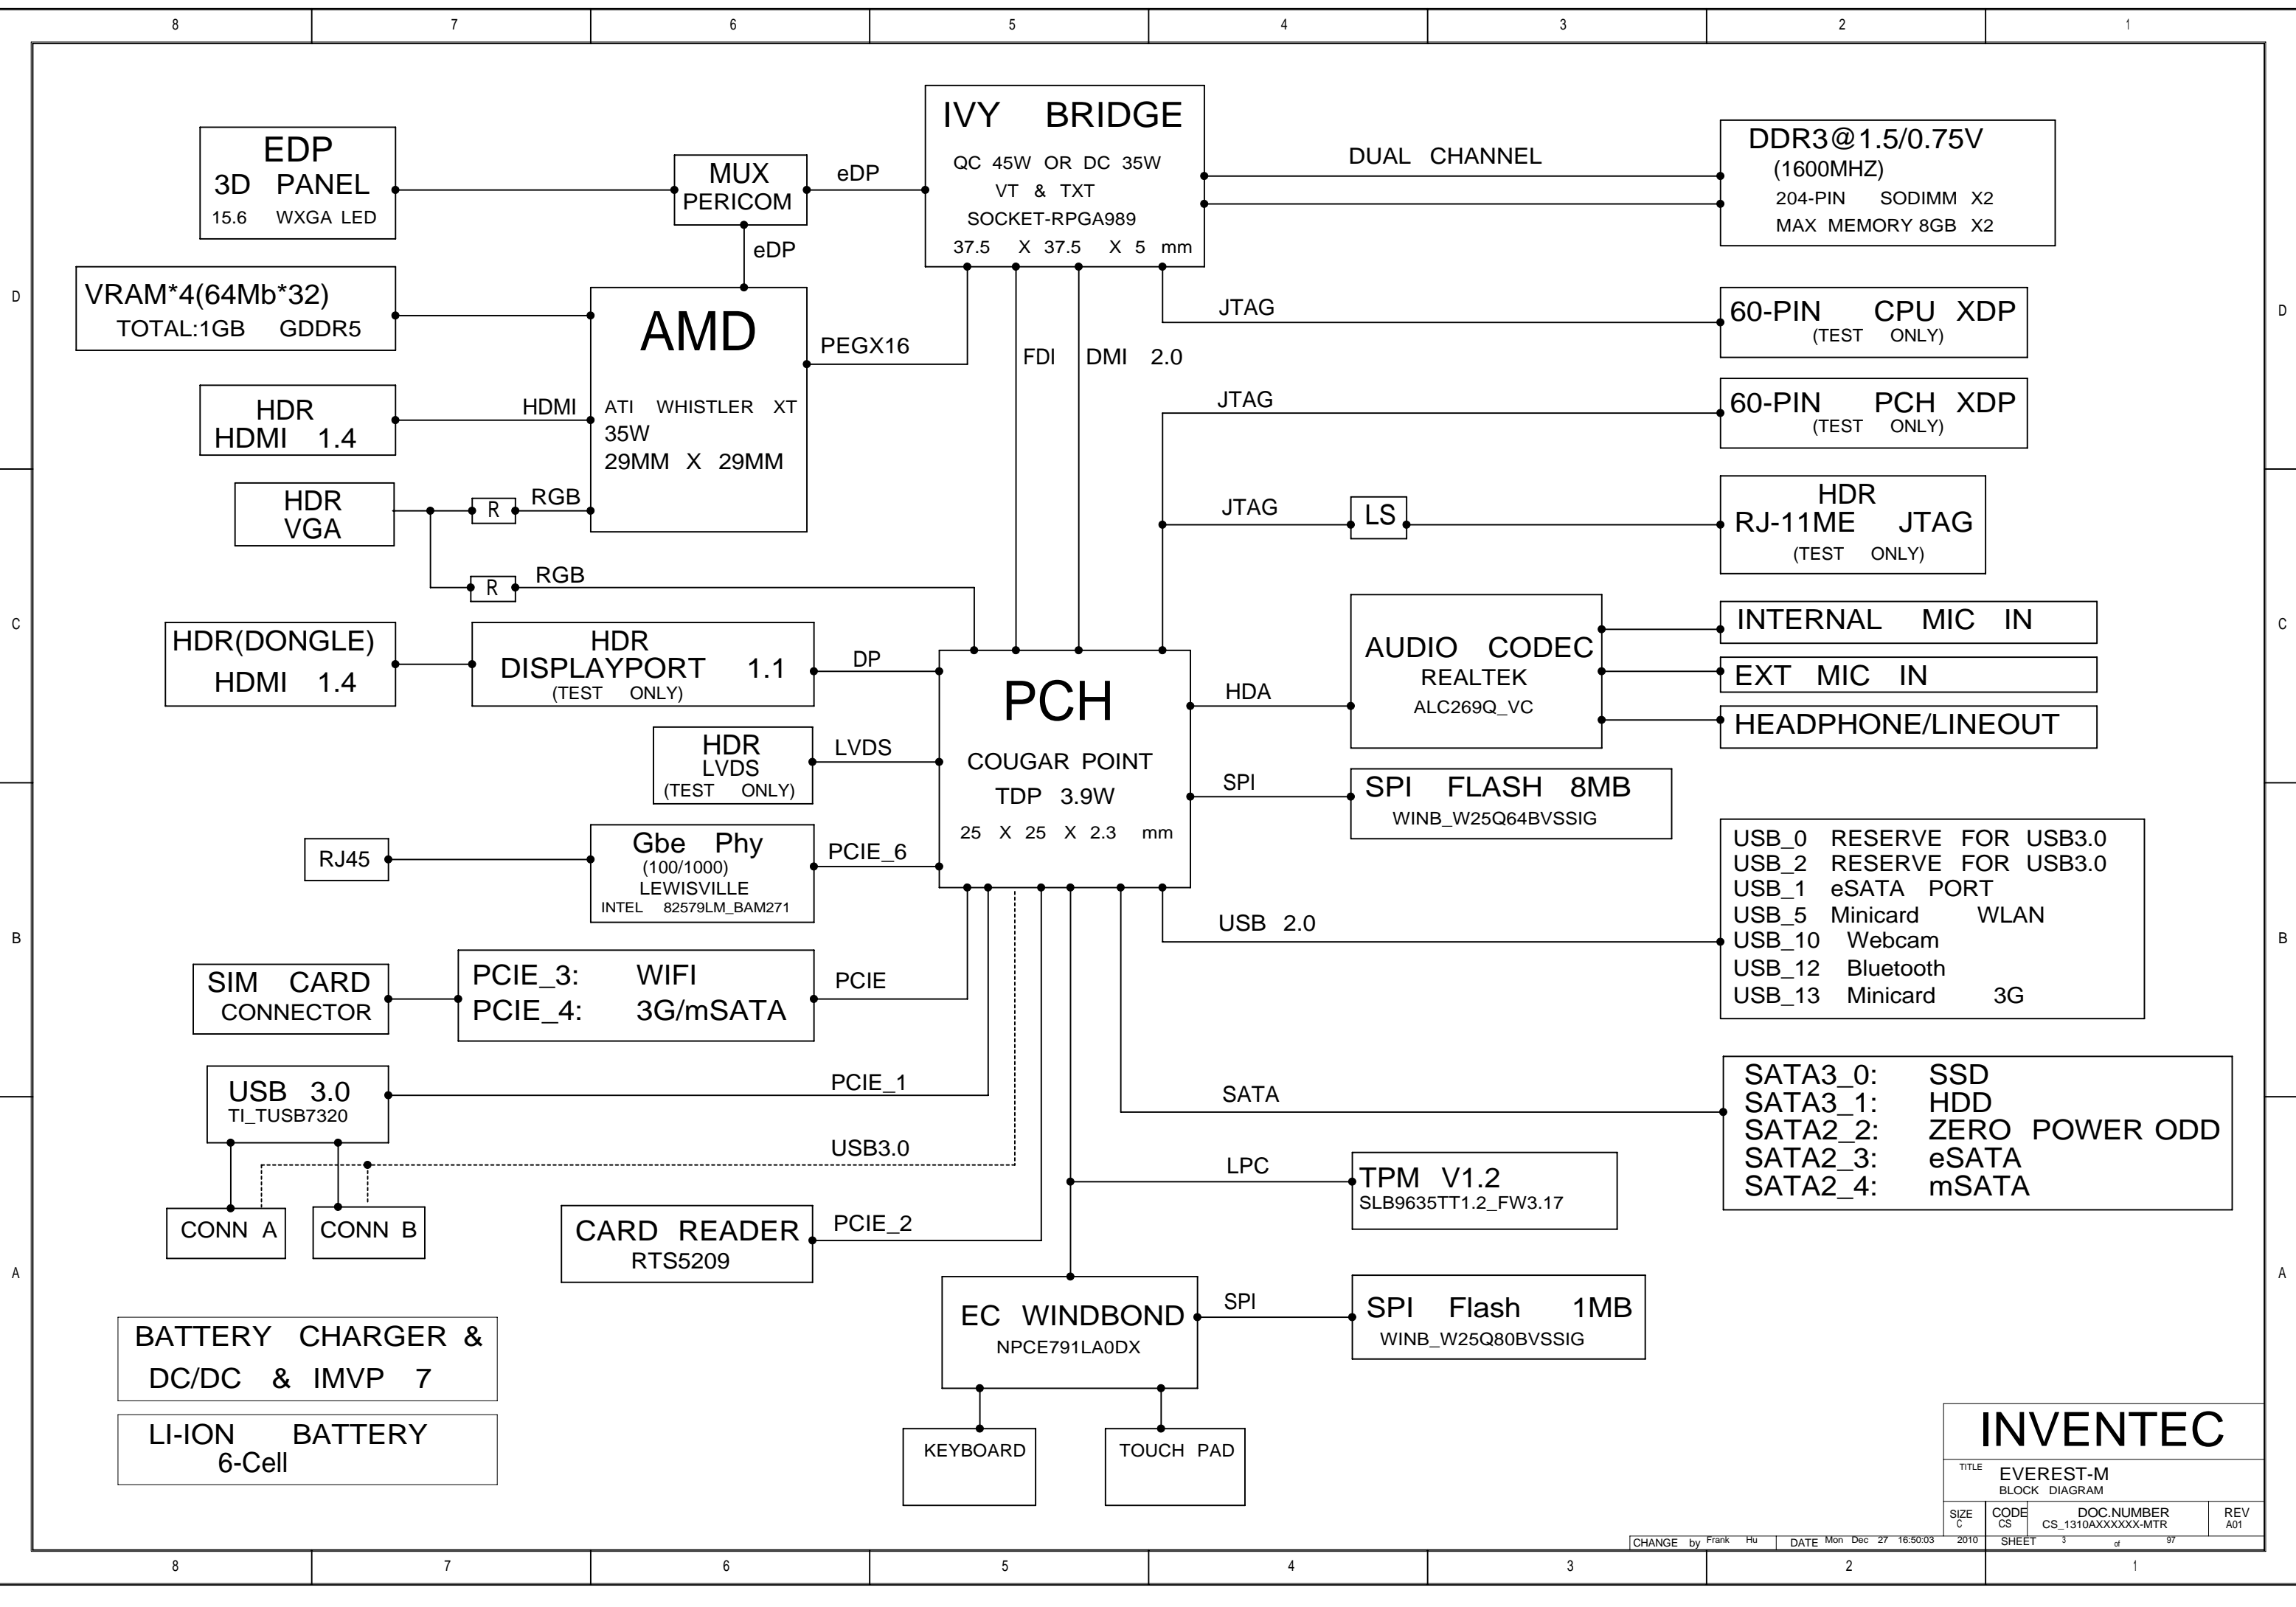 8 7 6 5 4 3 2 1
IVY BRIDGE
QC 45W OR DC 35W
VT & TXT
SOCKET-RPGA989
37.5 X 37.5 X 5 mm
EDP
3D PANEL
15.6 WXGA LED
MUX
PERICOM
eDP
eDP
DUAL CHANNEL
DDR3@1.5/0.75V
(1600MHZ)
204-PIN SODIMM X2
MAX MEMORY 8GB X2
D
D
VRAM*4(64Mb*32)
TOTAL:1GB GDDR5
AMD
ATI WHISTLER XT
35W
29MM X 29MM
PEGX16
FDI
DMI 2.0
JTAG
60-PIN CPU XDP
(TEST ONLY)
HDR
HDMI 1.4
HDMI
JTAG
60-PIN PCH XDP
(TEST ONLY)
HDR
VGA
R
RGB
R
RGB
JTAG
LS
HDR
RJ-11ME JTAG
(TEST ONLY)
C
C
HDR(DONGLE)
HDMI 1.4
HDR
DISPLAYPORT 1.1
(TEST ONLY)
DP
PCH
COUGAR POINT
TDP 3.9W
25 X 25 X 2.3 mm
HDA
AUDIO CODEC
REALTEK
ALC269Q_VC
INTERNAL MIC IN
EXT MIC IN
HEADPHONE/LINEOUT
HDR
LVDS
(TEST ONLY)
LVDS
SPI
SPI FLASH 8MB
WINB_W25Q64BVSSIG
RJ45
Gbe Phy
(100/1000)
LEWISVILLE
INTEL 82579LM_BAM271
PCIE_6
USB 2.0
USB_0 RESERVE FOR USB3.0
USB_2 RESERVE FOR USB3.0
USB_1 eSATA PORT
USB_5 Minicard WLAN
USB_10 Webcam
USB_12 Bluetooth
USB_13 Minicard 3G
B
B
SIM CARD
CONNECTOR
PCIE_3: WIFI
PCIE_4: 3G/mSATA
PCIE
USB 3.0
TI_TUSB7320
PCIE_1
SATA
SATA3_0: SSD
SATA3_1: HDD
SATA2_2: ZERO POWER ODD
SATA2_3: eSATA
SATA2_4: mSATA
USB3.0
LPC
TPM V1.2
SLB9635TT1.2_FW3.17
CONN A
CONN B
CARD READER
RTS5209
PCIE_2
A
A
EC WINDBOND
NPCE791LA0DX
SPI
SPI Flash 1MB
WINB_W25Q80BVSSIG
BATTERY CHARGER &
DC/DC & IMVP 7
LI-ION BATTERY
6-Cell
KEYBOARD
TOUCH PAD
INVENTEC
TITLE
EVEREST-M
BLOCK DIAGRAM
SIZE
C
CODE
CS
DOC.NUMBER
CS_1310AXXXXXX-MTR
REV
A01
CHANGE by Frank Hu DATE Mon Dec 27 16:50:03 2010 SHEET 3 of 97
8 7 6 5 4 3 2 1